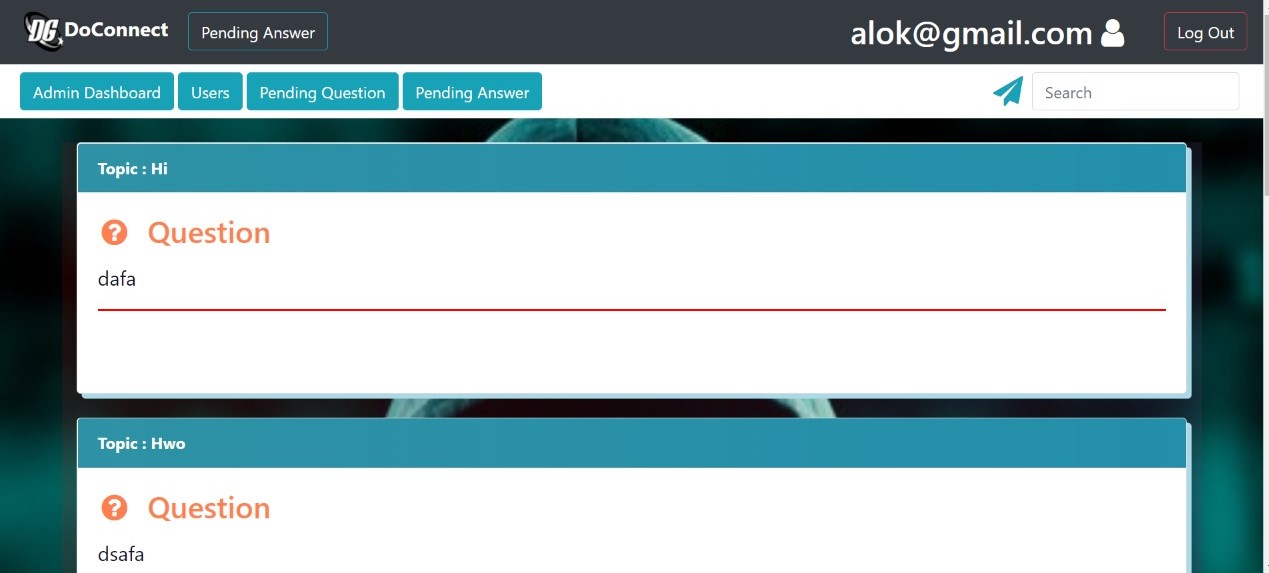 DG DoConnect Pending Answer alok@gmail.com Log Out
Admin Dashboard Users Pending Question Pending Answer Search
Topic : Hi
Question
dafa
Topic : Hwo
Question
dsafa